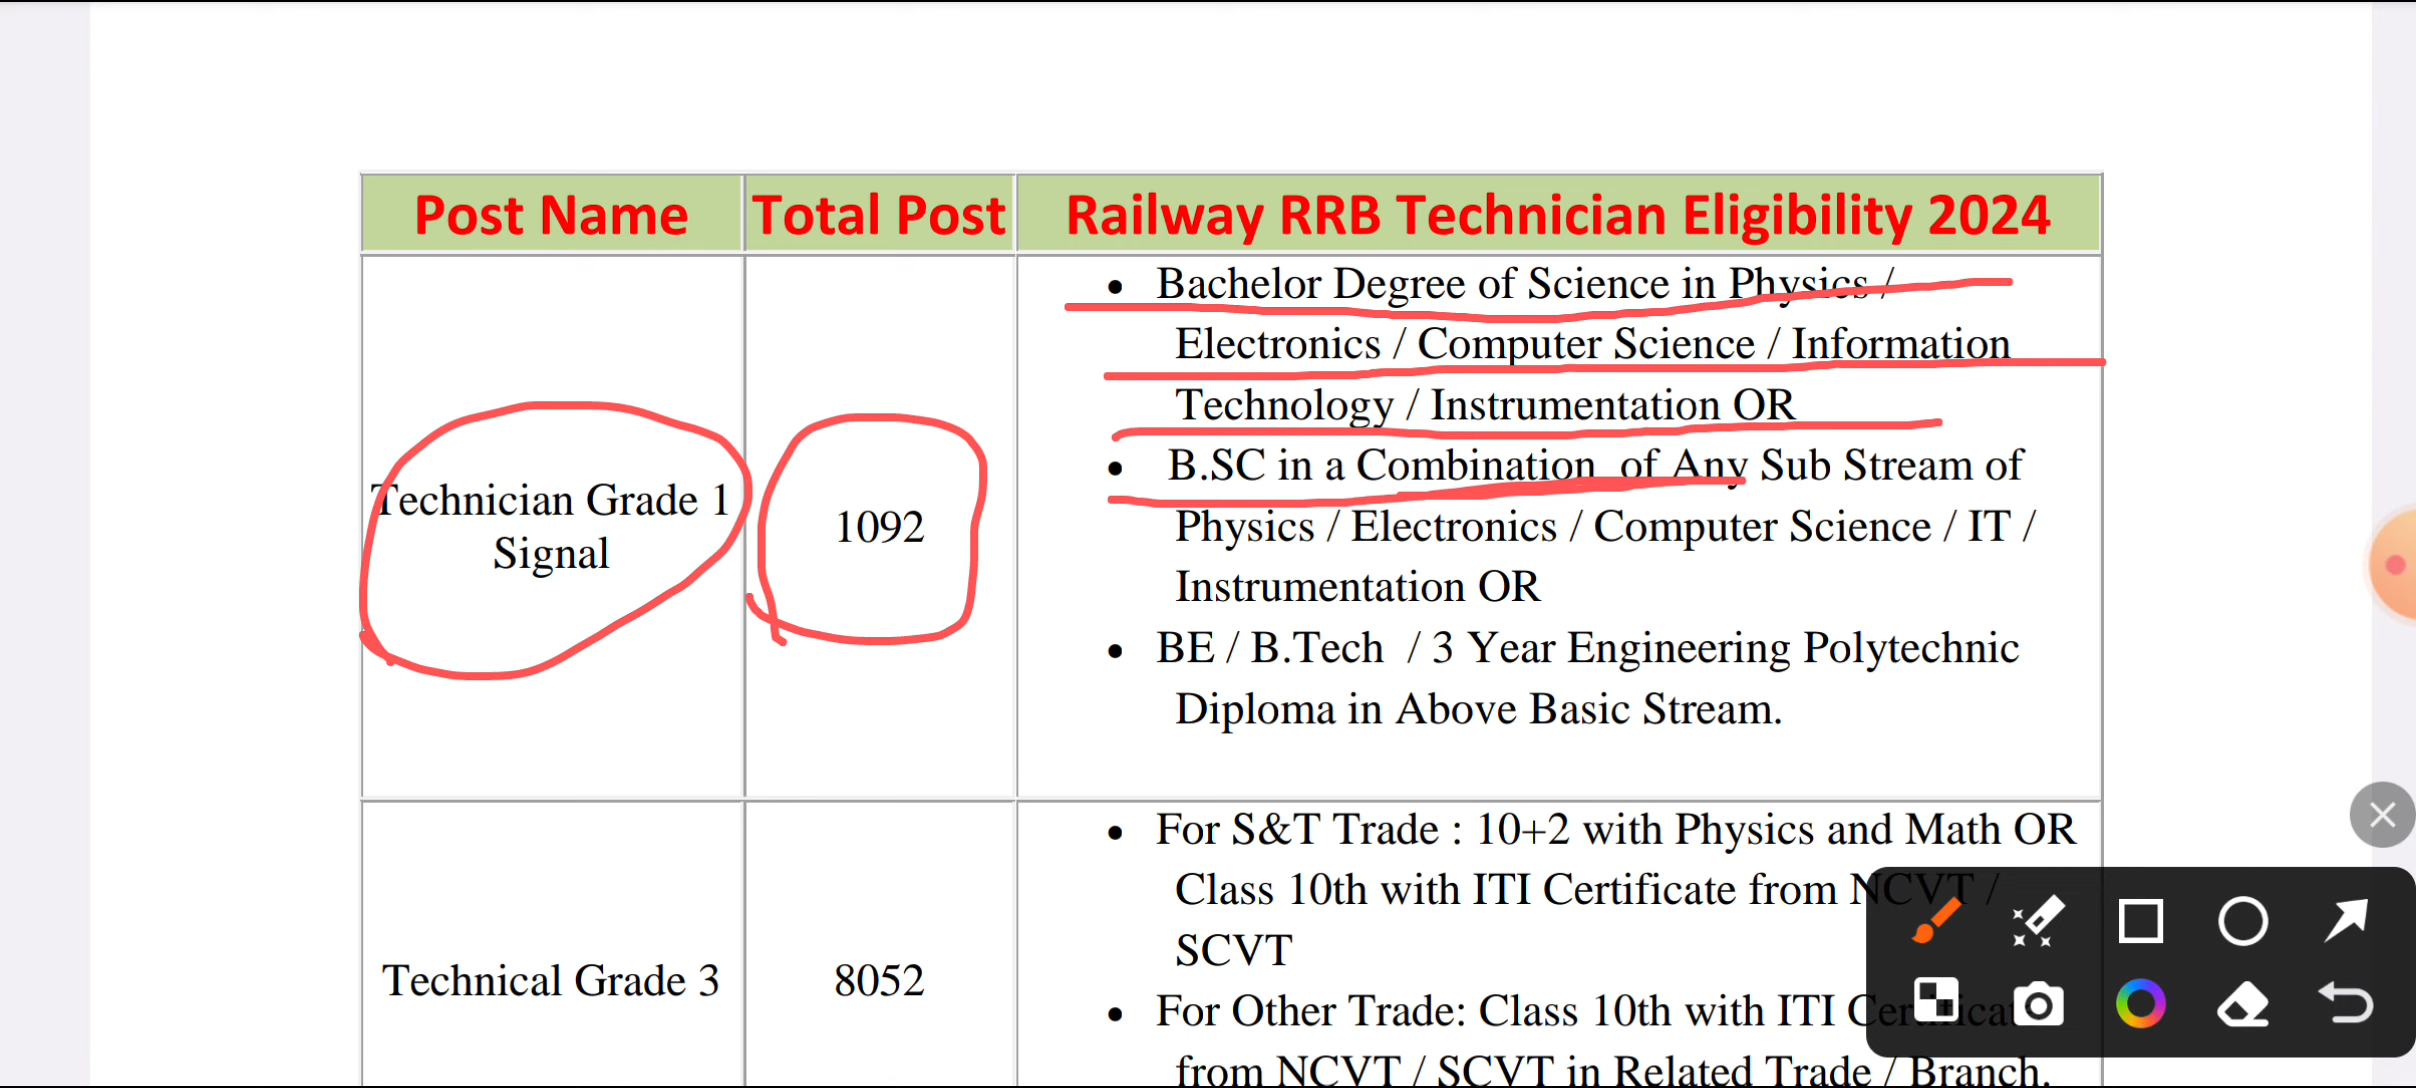 Post Name Total Post Railway RRB Technician Eligibility 2024
Technician Grade 1
Signal
1092
• Bachelor Degree of Science in Physics /
Electronics / Computer Science / Information
Technology / Instrumentation OR
• B.SC in a Combination of Any Sub Stream of
Physics / Electronics / Computer Science / IT /
Instrumentation OR
• BE / B.Tech / 3 Year Engineering Polytechnic
Diploma in Above Basic Stream.
Technical Grade 3
8052
• For S&T Trade : 10+2 with Physics and Math OR
Class 10th with ITI Certificate from NCVT /
SCVT
• For Other Trade: Class 10th with ITI Certificat
from NCVT / SCVT in Related Trade / Branch.